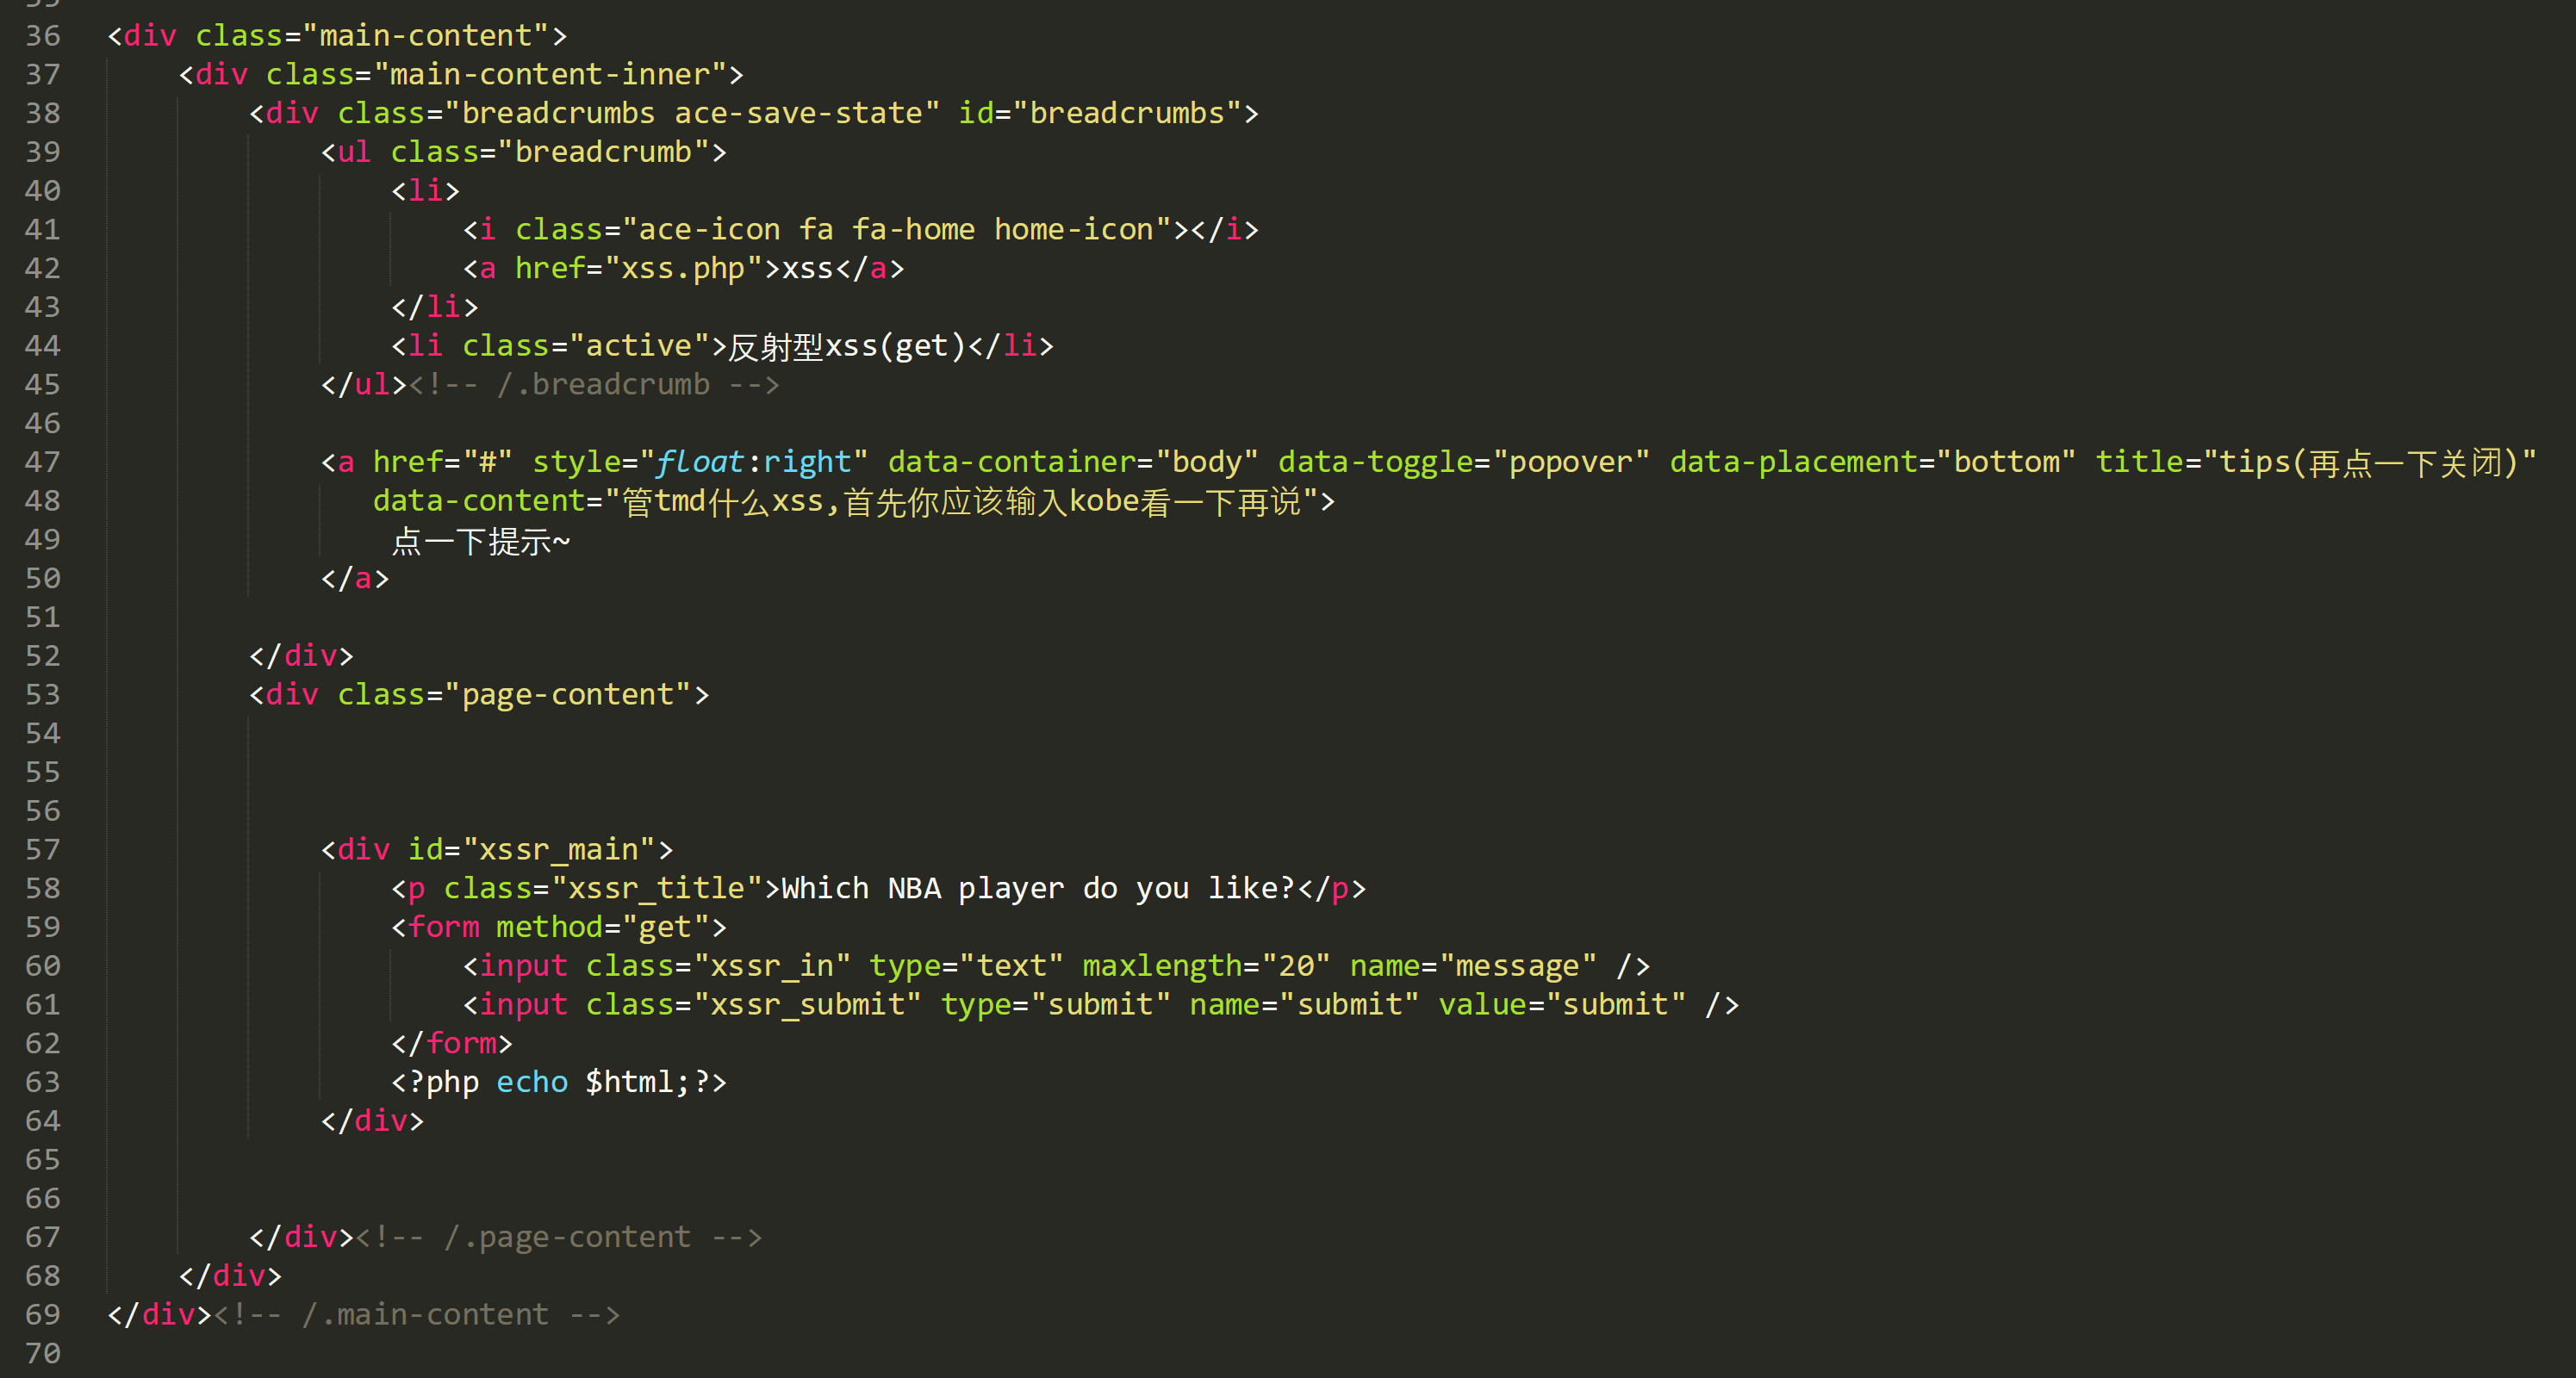 36 <div class="main-content">
37 <div class="main-content-inner">
38 <div class="breadcrumbs ace-save-state" id="breadcrumbs">
39 <ul class="breadcrumb">
40 <li>
41 <i class="ace-icon fa fa-home home-icon"></i>
42 <a href="xss.php">xss</a>
43 </li>
44 <li class="active">反射型xss(get)</li>
45 </ul><!-- /.breadcrumb -->
46
47 <a href="#" style="float:right" data-container="body" data-toggle="popover" data-placement="bottom" title="tips(再点一下关闭)"
48 data-content="管tmd什么xss,首先你应该输入kobe看一下再说">
49 点一下提示~
50 </a>
51
52 </div>
53 <div class="page-content">
54
55
56
57 <div id="xssr_main">
58 <p class="xssr_title">Which NBA player do you like?</p>
59 <form method="get">
60 <input class="xssr_in" type="text" maxlength="20" name="message" />
61 <input class="xssr_submit" type="submit" name="submit" value="submit" />
62 </form>
63 <?php echo $html;?>
64 </div>
65
66
67 </div><!-- /.page-content -->
68 </div>
69 </div><!-- /.main-content -->
70